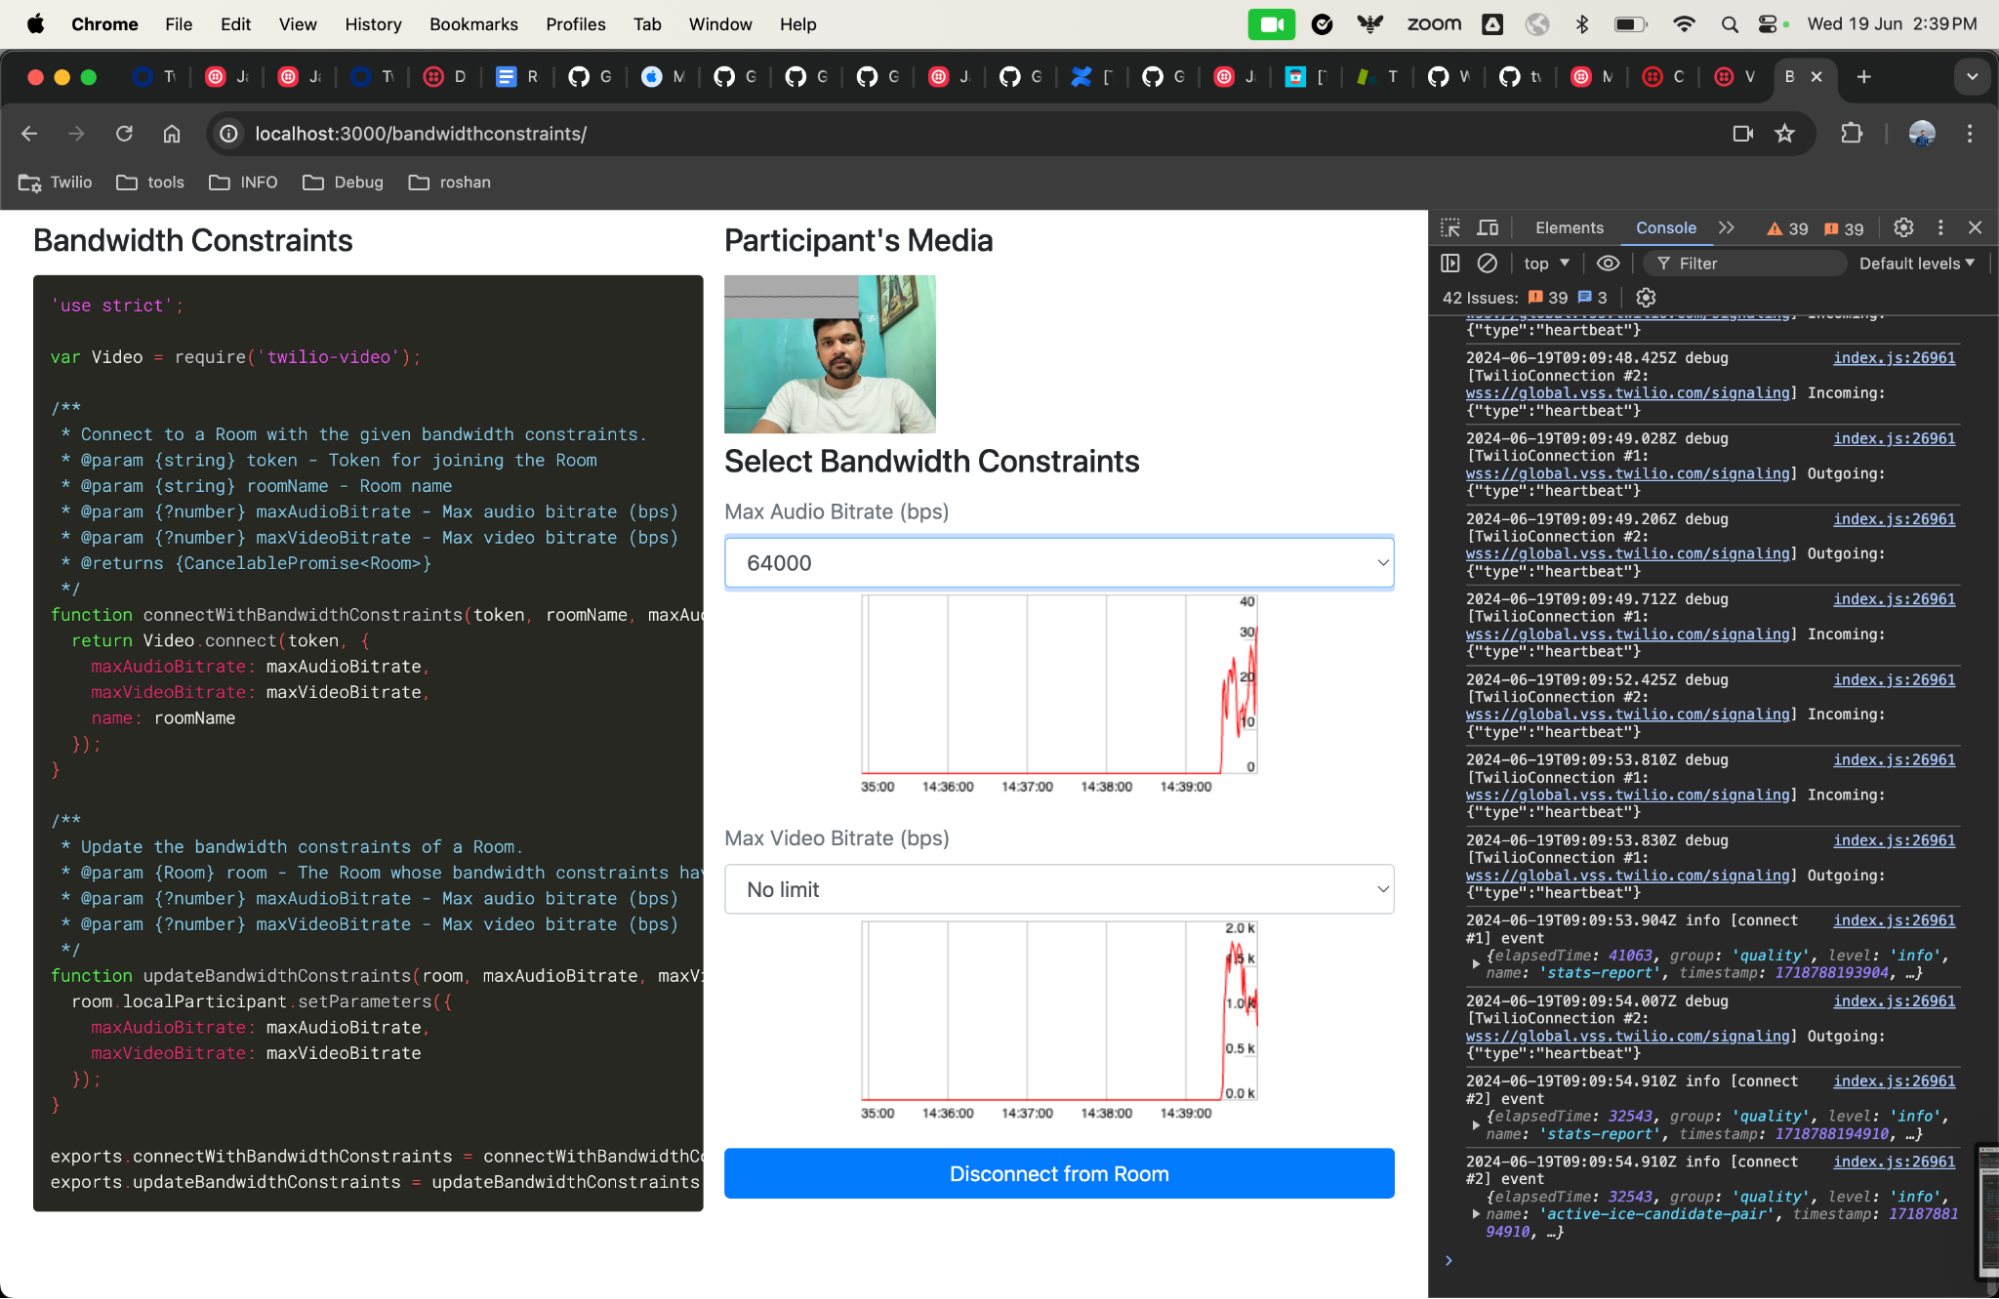 Chrome File Edit View History Bookmarks Profiles Tab Window Help zoom Wed 19 Jun 2:39 PM
D R G M G G G G G T C V B
localhost:3000/bandwidthconstraints/
Twilio tools INFO Debug roshan
Bandwidth Constraints
'use strict';
var Video = require('twilio-video');
/**
* Connect to a Room with the given bandwidth constraints.
* @param {string} token - Token for joining the Room
* @param {string} roomName - Room name
* @param {?number} maxAudioBitrate - Max audio bitrate (bps)
* @param {?number} maxVideoBitrate - Max video bitrate (bps)
* @returns {CancelablePromise<Room>}
*/
function connectWithBandwidthConstraints(token, roomName, maxAu
return Video.connect(token, {
maxAudioBitrate: maxAudioBitrate,
maxVideoBitrate: maxVideoBitrate,
name: roomName
});
}
/**
* Update the bandwidth constraints of a Room.
* @param {Room} room - The Room whose bandwidth constraints ha
* @param {?number} maxAudioBitrate - Max audio bitrate (bps)
* @param {?number} maxVideoBitrate - Max video bitrate (bps)
*/
function updateBandwidthConstraints(room, maxAudioBitrate, maxV
room.localParticipant.setParameters({
maxAudioBitrate: maxAudioBitrate,
maxVideoBitrate: maxVideoBitrate
});
}
exports.connectWithBandwidthConstraints = connectWithBandwidthC
exports.updateBandwidthConstraints = updateBandwidthConstraints
Participant's Media
Select Bandwidth Constraints
Max Audio Bitrate (bps)
64000
40
30
20
10
0
35:00 14:36:00 14:37:00 14:38:00 14:39:00
Max Video Bitrate (bps)
No limit
2.0 k
1.5 k
1.0 k
0.5 k
0.0 k
35:00 14:36:00 14:37:00 14:38:00 14:39:00
Disconnect from Room
Elements Console 39 39
top Filter Default levels
42 Issues: 39 3
wss://global.vss.twilio.com/signaling] Incoming:
{"type":"heartbeat"}
2024-06-19T09:09:48.425Z debug index.js:26961
[TwilioConnection #2:
wss://global.vss.twilio.com/signaling] Incoming:
{"type":"heartbeat"}
2024-06-19T09:09:49.028Z debug index.js:26961
[TwilioConnection #1:
wss://global.vss.twilio.com/signaling] Outgoing:
{"type":"heartbeat"}
2024-06-19T09:09:49.206Z debug index.js:26961
[TwilioConnection #2:
wss://global.vss.twilio.com/signaling] Outgoing:
{"type":"heartbeat"}
2024-06-19T09:09:49.712Z debug index.js:26961
[TwilioConnection #1:
wss://global.vss.twilio.com/signaling] Incoming:
{"type":"heartbeat"}
2024-06-19T09:09:52.425Z debug index.js:26961
[TwilioConnection #2:
wss://global.vss.twilio.com/signaling] Incoming:
{"type":"heartbeat"}
2024-06-19T09:09:53.810Z debug index.js:26961
[TwilioConnection #1:
wss://global.vss.twilio.com/signaling] Incoming:
{"type":"heartbeat"}
2024-06-19T09:09:53.830Z debug index.js:26961
[TwilioConnection #1:
wss://global.vss.twilio.com/signaling] Outgoing:
{"type":"heartbeat"}
2024-06-19T09:09:53.904Z info [connect index.js:26961
#1] event
{elapsedTime: 41063, group: 'quality', level: 'info',
name: 'stats-report', timestamp: 1718788193904, …}
2024-06-19T09:09:54.007Z debug index.js:26961
[TwilioConnection #2:
wss://global.vss.twilio.com/signaling] Outgoing:
{"type":"heartbeat"}
2024-06-19T09:09:54.910Z info [connect index.js:26961
#2] event
{elapsedTime: 32543, group: 'quality', level: 'info',
name: 'stats-report', timestamp: 1718788194910, …}
2024-06-19T09:09:54.910Z info [connect index.js:26961
#2] event
{elapsedTime: 32543, group: 'quality', level: 'info',
name: 'active-ice-candidate-pair', timestamp: 17187881
94910, …}